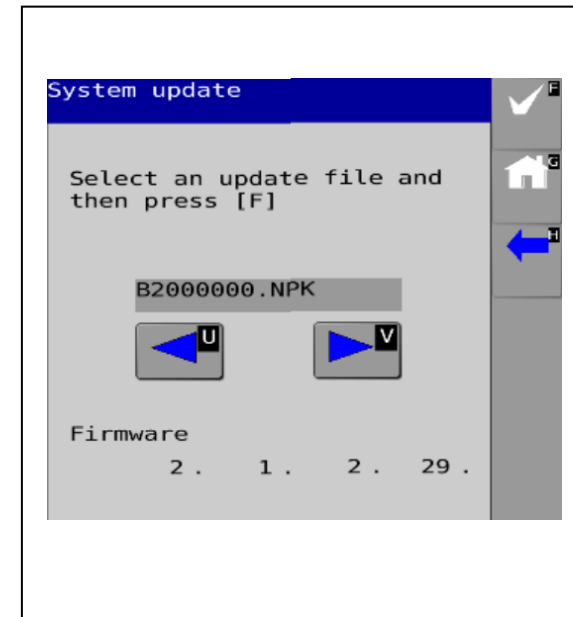 System update
F
G
Select an update file and
then press [F]
H
B2000000.NPK
U V
Firmware
2. 1. 2. 29.